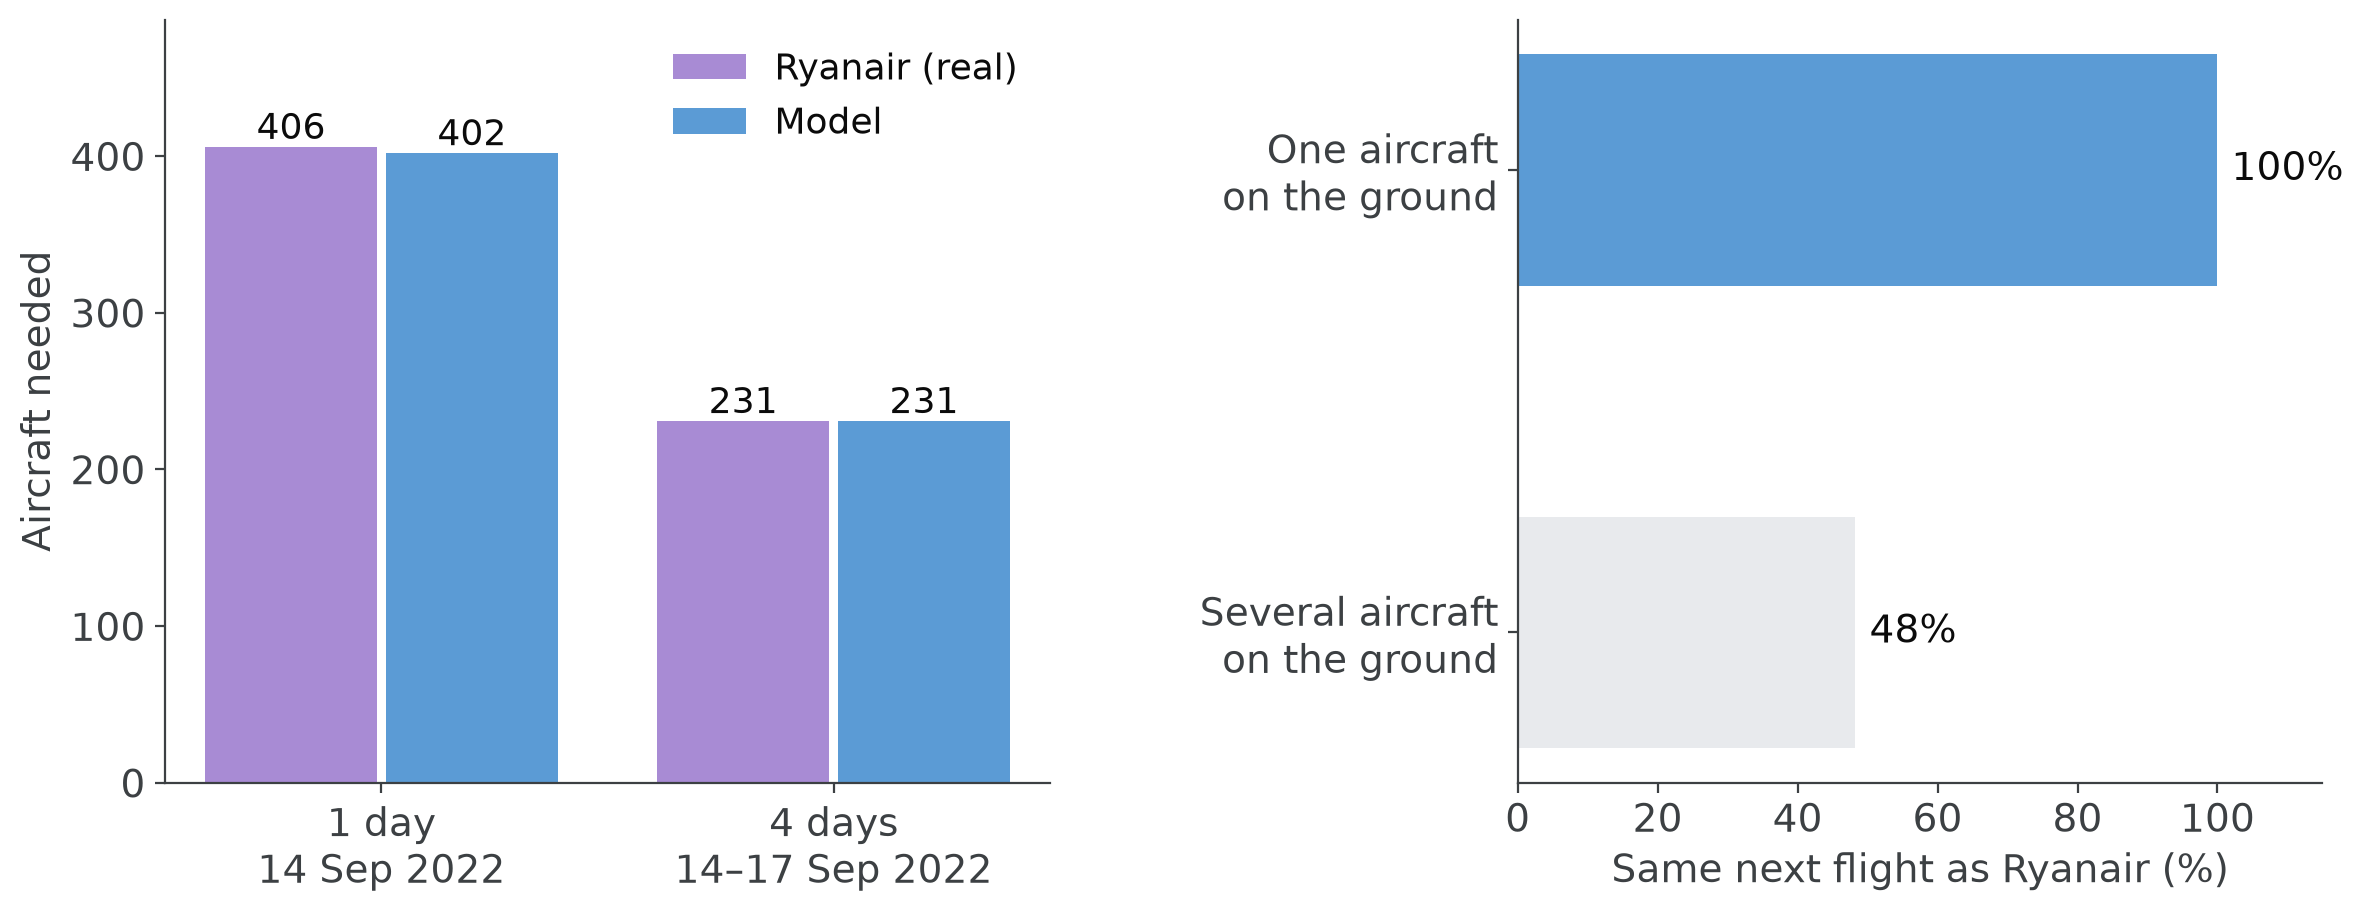 Ryanair (real)
Model
406
402
231
231
Aircraft needed
400
300
200
100
0
1 day
14 Sep 2022
4 days
14–17 Sep 2022
One aircraft
on the ground
100%
Several aircraft
on the ground
48%
0 20 40 60 80 100
Same next flight as Ryanair (%)